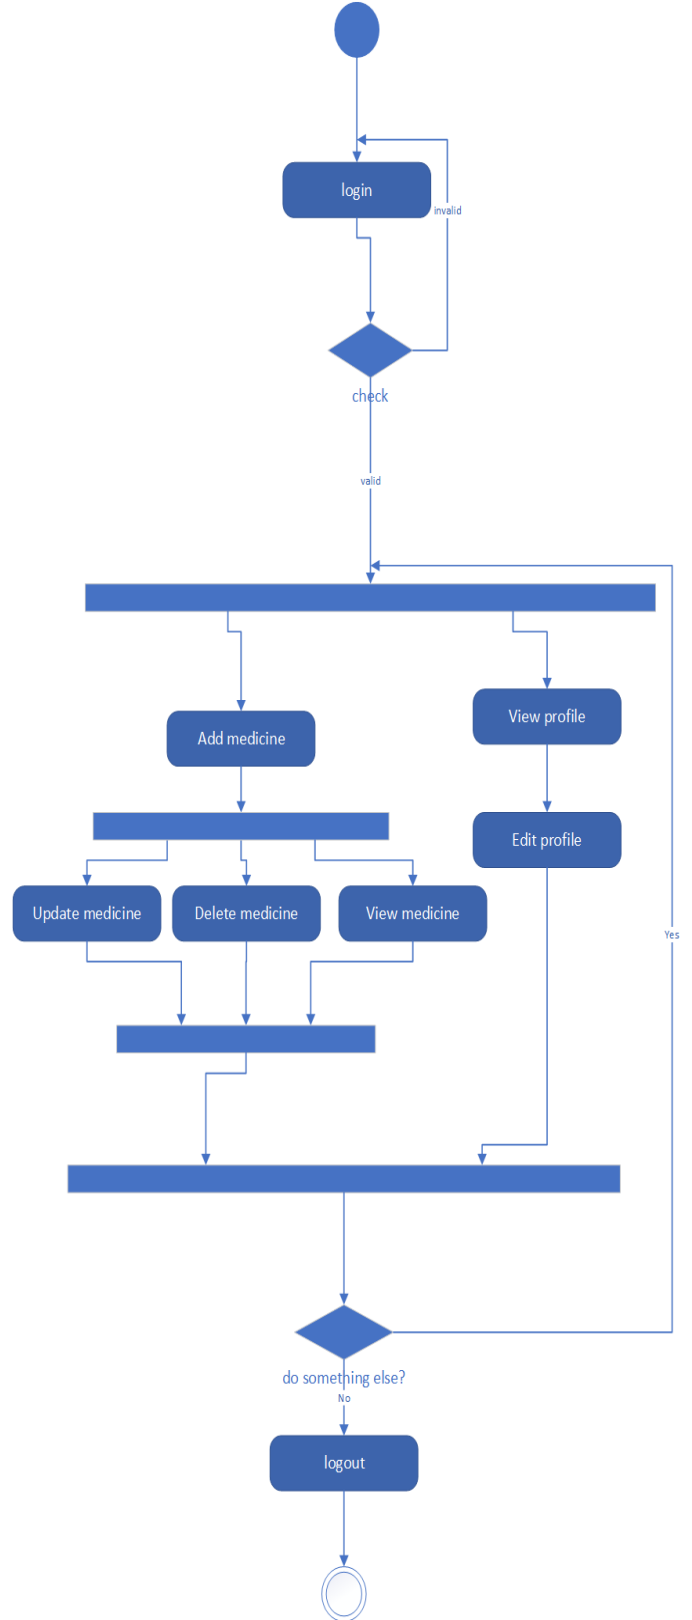 login
invalid
check
valid
Add medicine
View profile
Edit profile
Update medicine
Delete medicine
View medicine
Yes
do something else?
No
logout